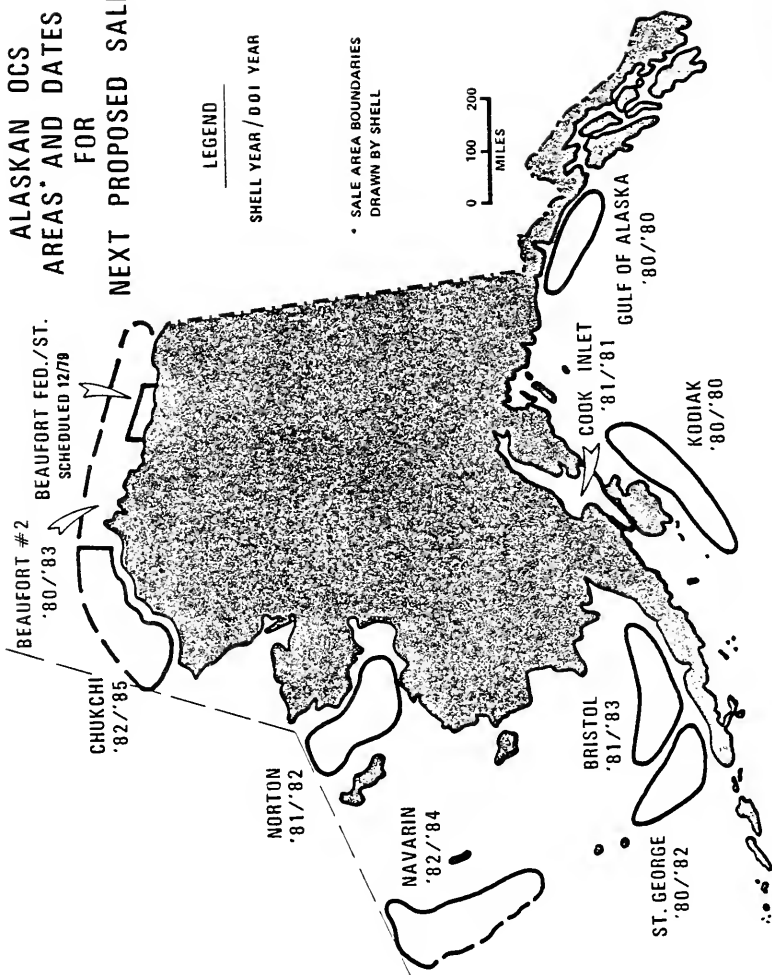 ALASKAN OCS
AREAS* AND DATES
FOR
NEXT PROPOSED SAL
LEGEND
SHELL YEAR/DOI YEAR
* SALE AREA BOUNDARIES
DRAWN BY SHELL
0 100 200
MILES
BEAUFORT #2
'80/'83
BEAUFORT FED./ST.
SCHEDULED 12/79
CHUKCHI
'82/'85
NORTON
'81/'82
NAVARIN
'82/'84
BRISTOL
'81/'83
ST. GEORGE
'80/'82
COOK INLET
'81/'81
KODIAK
'80/'80
GULF OF ALASKA
'80/'80